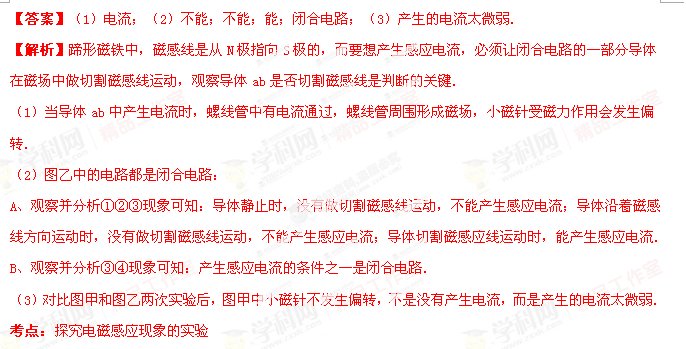 【答案】（1）电流；（2）不能；不能；能；闭合电路；（3）产生的电流太微弱．
【解析】蹄形磁铁中，磁感线是从 N 极指向 S 极的，而要想产生感应电流，必须让闭合电路的一部分导体
在磁场中做切割磁感线运动，观察导体 ab 是否切割磁感线是判断的关键．
（1）当导体 ab 中产生电流时，螺线管中有电流通过，螺线管周围形成磁场，小磁针受磁力作用会发生偏
转．
（2）图乙中的电路都是闭合电路：
A、观察并分析①②③现象可知：导体静止时，没有做切割磁感线运动，不能产生感应电流；导体沿着磁感
线方向运动时，没有做切割磁感线运动，不能产生感应电流；导体切割磁感应线运动时，能产生感应电流．
B、观察并分析③④现象可知：产生感应电流的条件之一是闭合电路．
（3）对比图甲和图乙两次实验后，图甲中小磁针不发生偏转，不是没有产生电流，而是产生的电流太微弱．
考点：探究电磁感应现象的实验